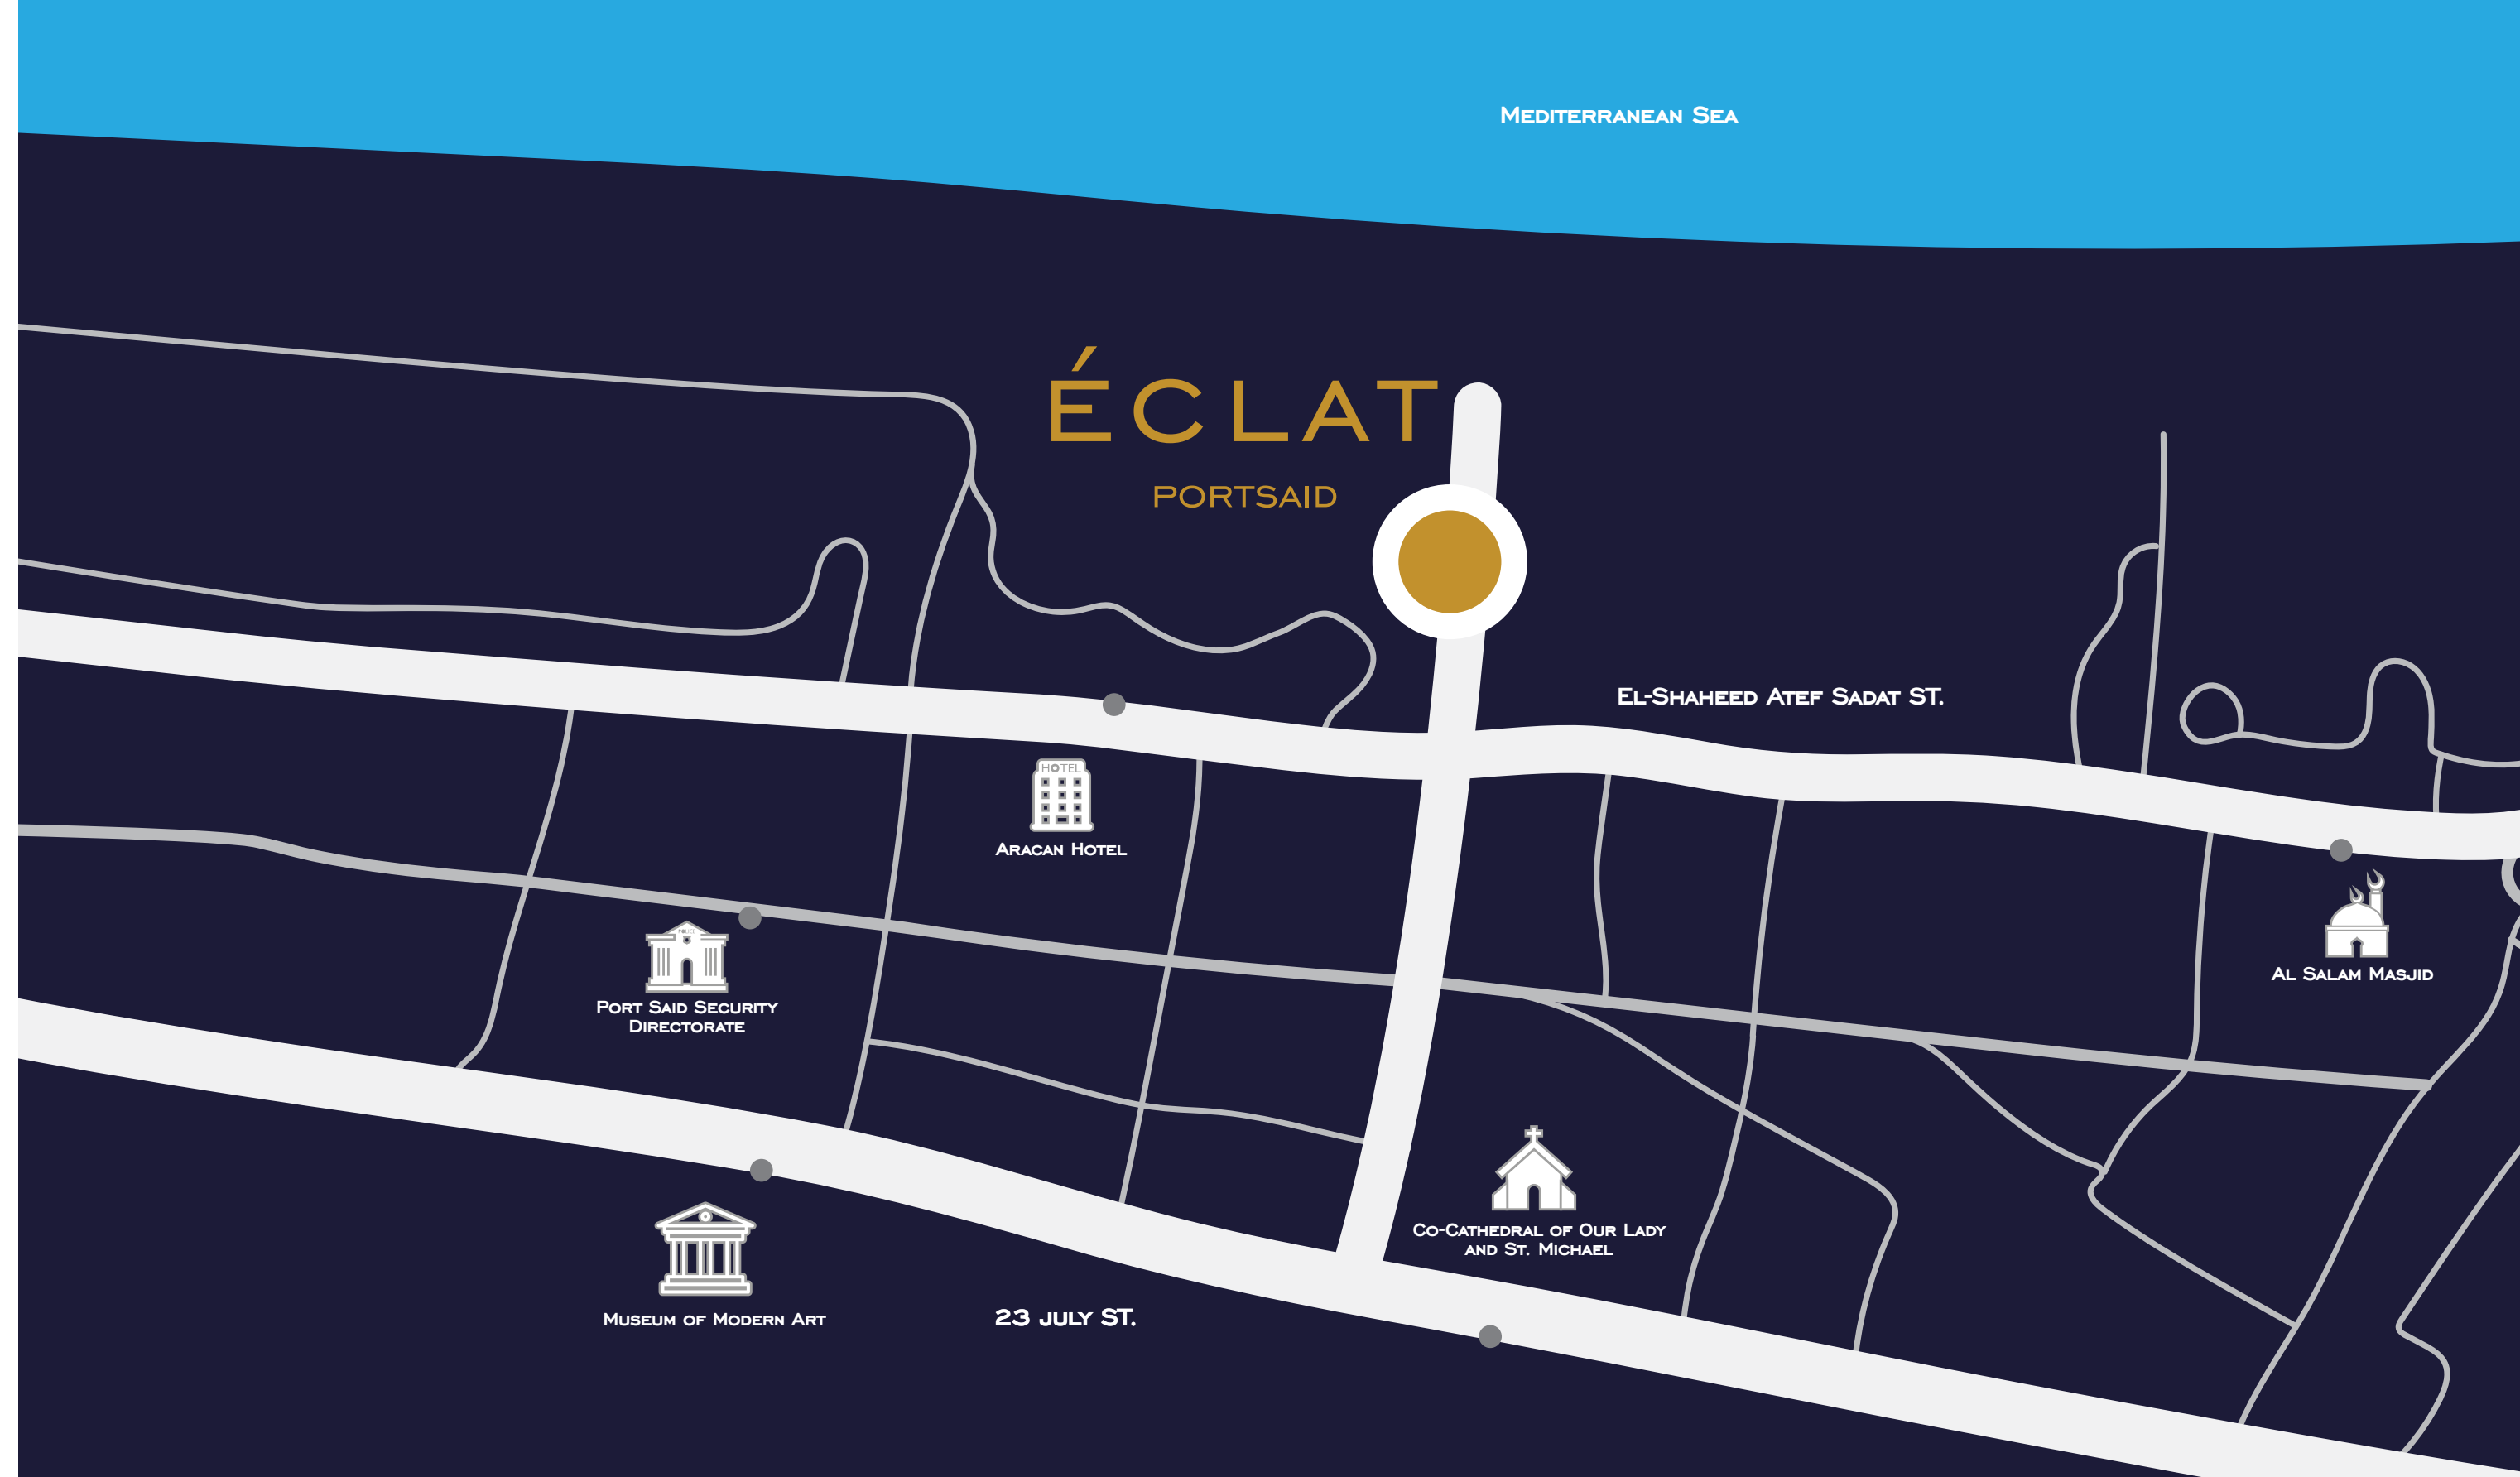 Mediterranean Sea
ÉCLAT
PORTSAID
El-Shaheed Atef Sadat ST.
HOTEL
Aracan Hotel
POLICE
Port Said Security
Directorate
Al Salam Masjid
Co-Cathedral of Our Lady
and St. Michael
Museum of Modern Art
23 July ST.